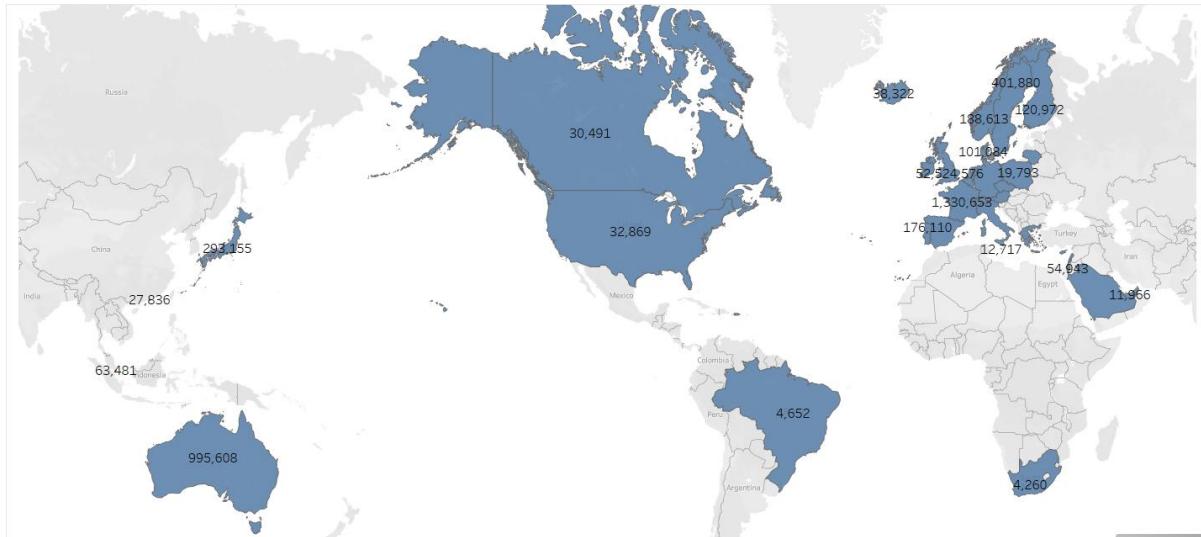 Russia
China
India
293,155
27,836
63,481
Indonesia
995,608
30,491
32,869
Mexico
Colombia
Peru
4,652
Argentina
38,322
401,880
120,972
138,613
101,084
19,793
1,330,653
176,110
12,717
Turkey
Iran
54,943
Algeria
Egypt
11,966
4,260